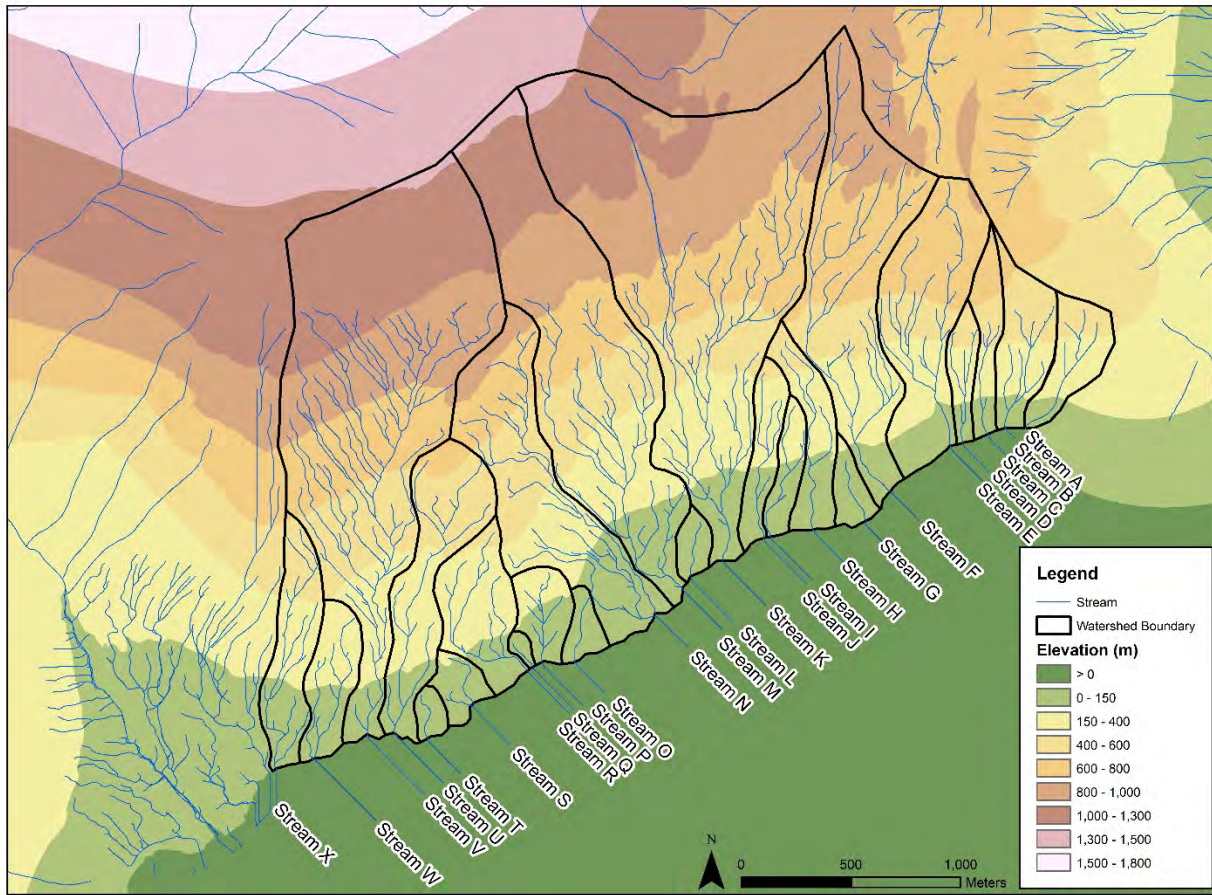 Stream A
Stream B
Stream C
Stream D
Stream E
Stream F
Stream G
Stream H
Stream I
Stream J
Stream K
Stream L
Stream M
Stream N
Stream O
Stream P
Stream Q
Stream R
Stream S
Stream T
Stream U
Stream V
Stream W
Stream X
Legend
Stream
Watershed Boundary
Elevation (m)
> 0
0 - 150
150 - 400
400 - 600
600 - 800
800 - 1,000
1,000 - 1,300
1,300 - 1,500
1,500 - 1,800
N
0 500 1,000
Meters